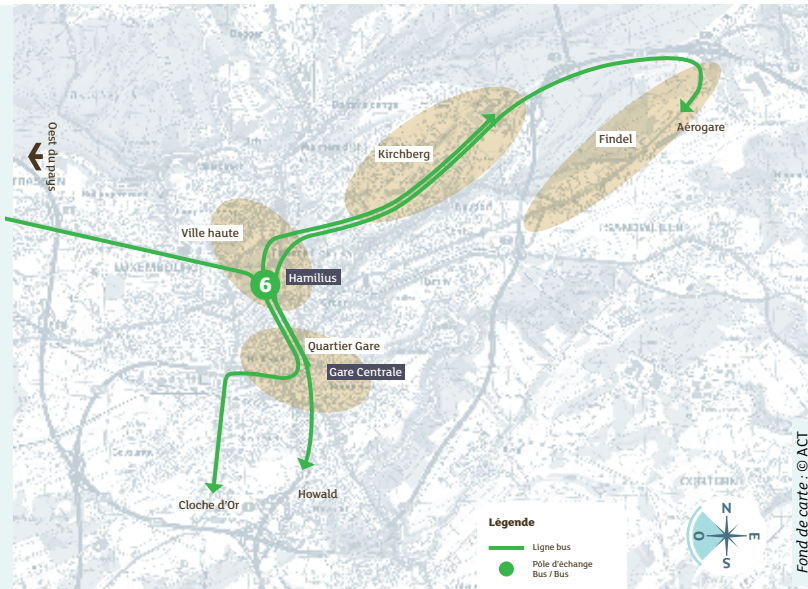 Oest du pays
Kirchberg
Findel
Aérogare
Ville haute
Hamilius
6
Quartier Gare
Gare Centrale
Cloche d'Or
Howald
Légende
Ligne bus
Pôle d'échange
Bus / Bus
N
E
S
O
Fond de carte : © ACT
LUXEMBOURG